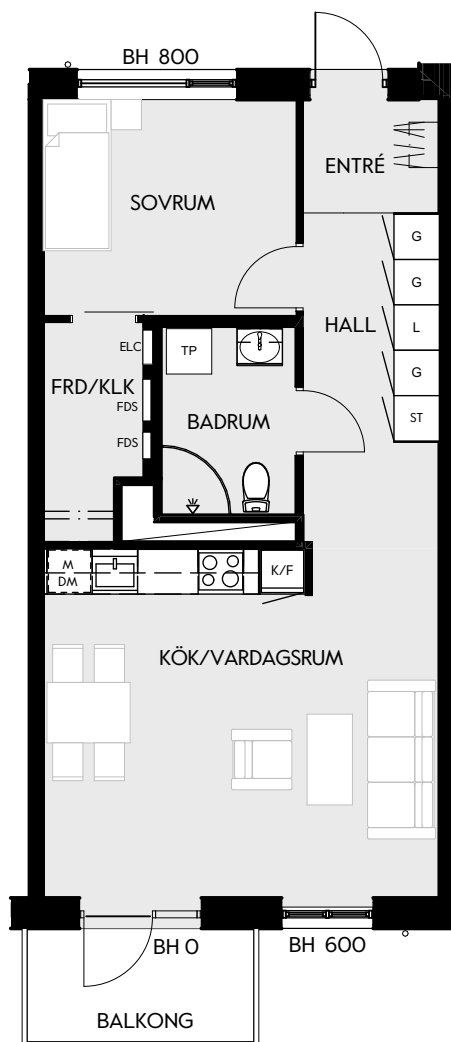 BH 800
ENTRÉ
SOVRUM
G
G
HALL
L
G
ST
ELC
TP
FRD/KLK
FDS
BADRUM
FDS
M
DM
K/F
KÖK/VARDAGSRUM
BH 0
BH 600
BALKONG